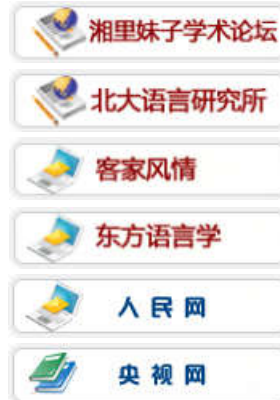 湘里妹子学术论坛
北大语言研究所
客家风情
东方语言学
人民网
央视网